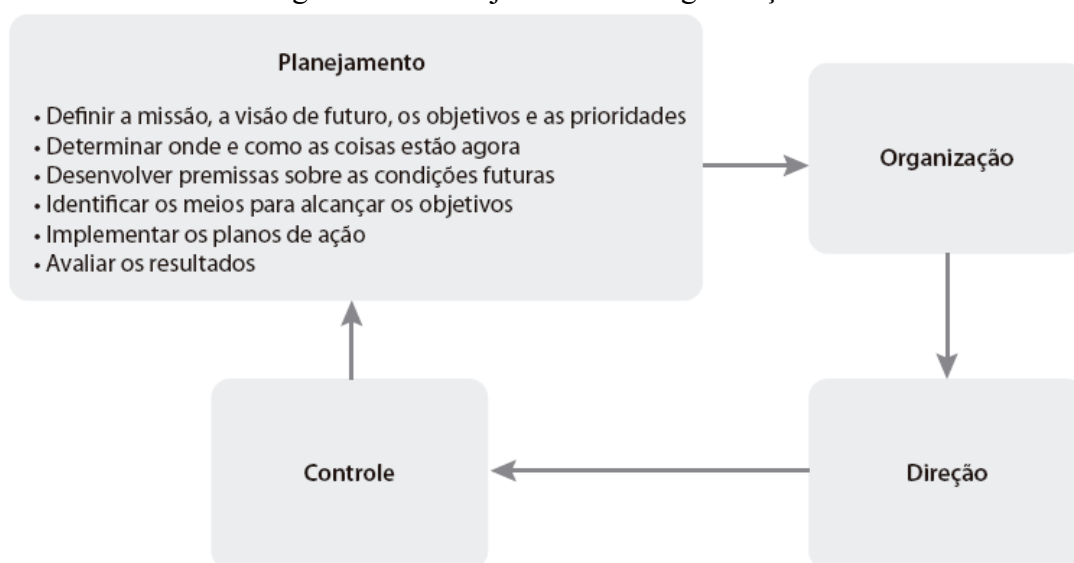 Planejamento
• Definir a missão, a visão de futuro, os objetivos e as prioridades
• Determinar onde e como as coisas estão agora
• Desenvolver premissas sobre as condições futuras
• Identificar os meios para alcançar os objetivos
• Implementar os planos de ação
• Avaliar os resultados
Organização
Controle
Direção